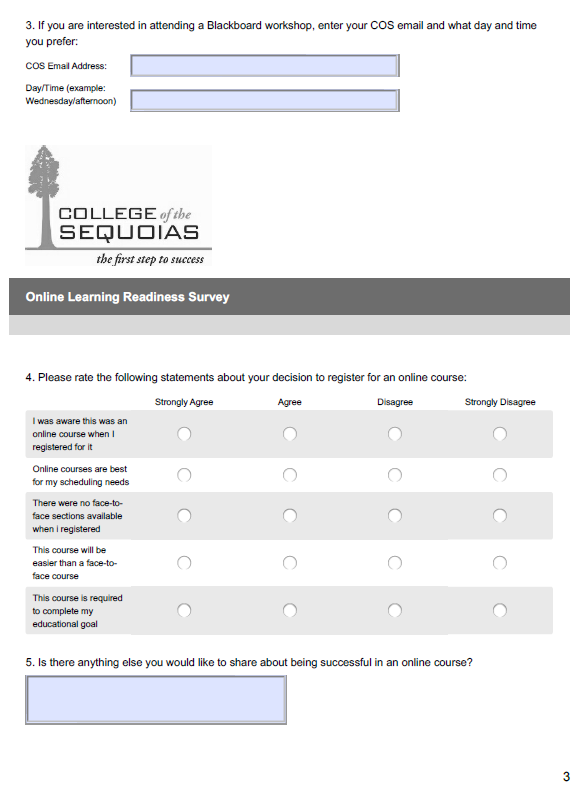 3. If you are interested in attending a Blackboard workshop, enter your COS email and what day and time
you prefer:
COS Email Address:
Day/Time (example:
Wednesday/afternoon)
COLLEGE of the
SEQUOIAS
the first step to success
Online Learning Readiness Survey
4. Please rate the following statements about your decision to register for an online course:
Strongly Agree Agree Disagree Strongly Disagree
I was aware this was an
online course when I
registered for it
Online courses are best
for my scheduling needs
There were no face-to-
face sections available
when i registered
This course will be
easier than a face-to-
face course
This course is required
to complete my
educational goal
5. Is there anything else you would like to share about being successful in an online course?
3